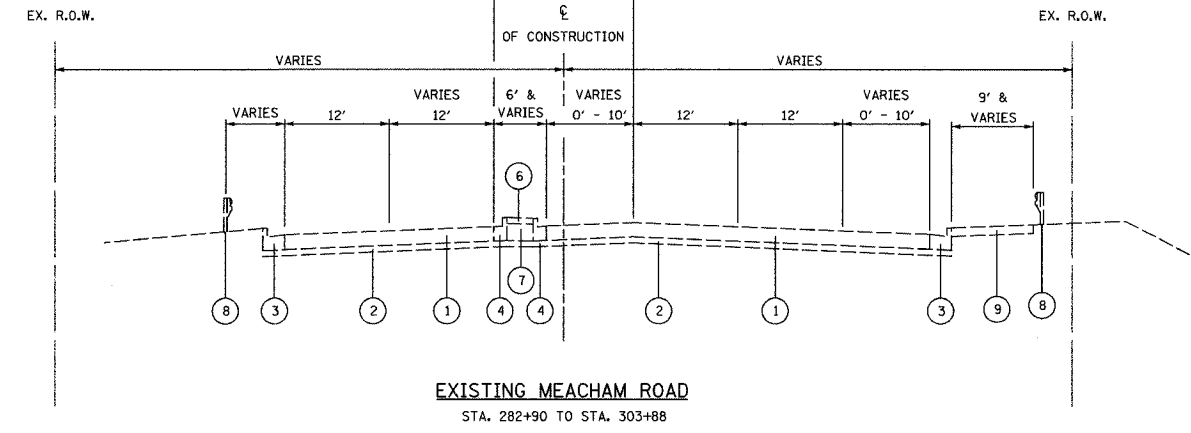 EX. R.O.W.
℄
OF CONSTRUCTION
EX. R.O.W.
VARIES
VARIES
VARIES
12'
VARIES
12'
6' &
VARIES
VARIES
0' - 10'
12'
12'
VARIES
0' - 10'
9' &
VARIES
6
8
3
2
1
4
7
4
2
1
3
9
8
EXISTING MEACHAM ROAD
STA. 282+90 TO STA. 303+88